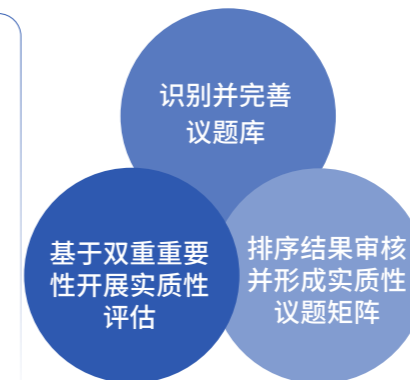 识别并完善
议题库
基于双重重要
性开展实质性
评估
排序结果审核
并形成实质性
议题矩阵